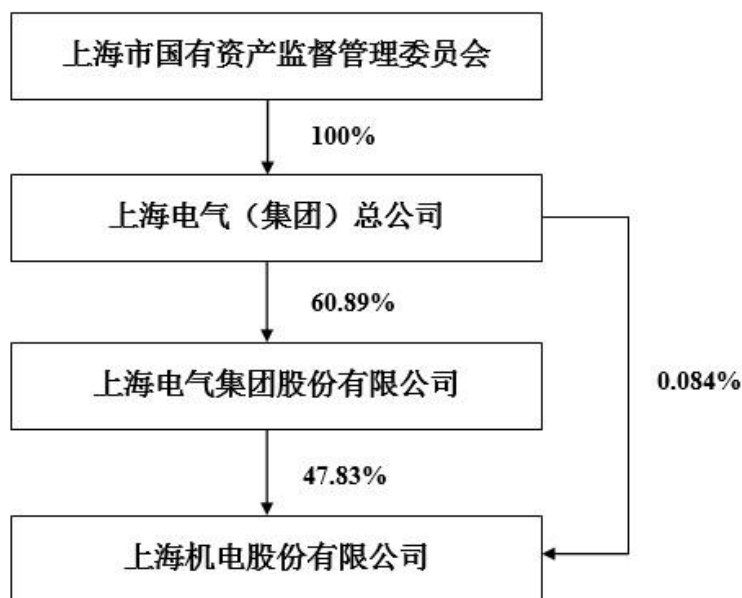 上海市国有资产监督管理委员会
100%
上海电气（集团）总公司
60.89%
上海电气集团股份有限公司
0.084%
47.83%
上海机电股份有限公司